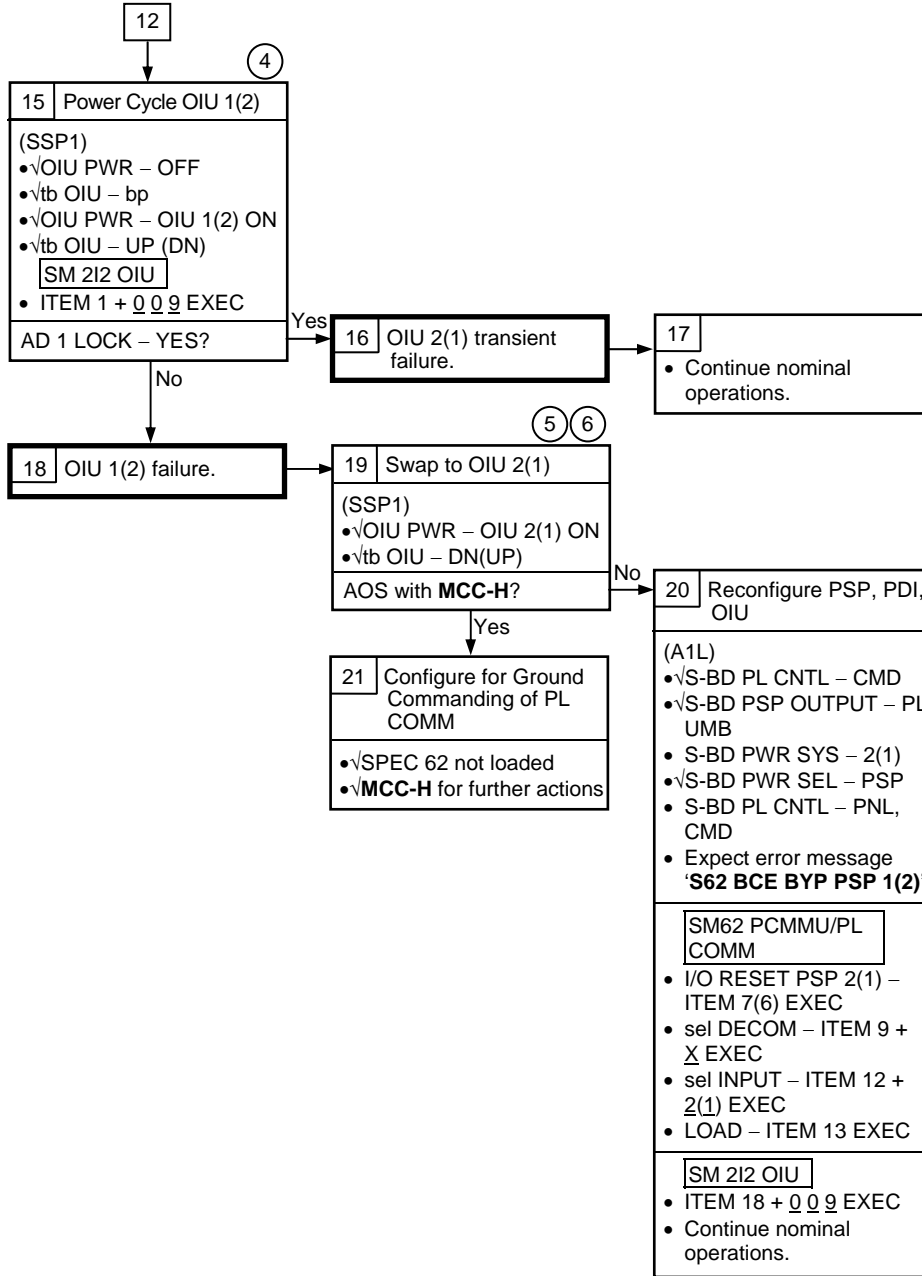 12
4
15 Power Cycle OIU 1(2)
(SSP1)
•√OIU PWR – OFF
•√tb OIU – bp
•√OIU PWR – OIU 1(2) ON
•√tb OIU – UP (DN)
SM 2I2 OIU
• ITEM 1 + 0 0 9 EXEC
AD 1 LOCK – YES?
Yes
No
16 OIU 2(1) transient
failure.
17
• Continue nominal
operations.
18 OIU 1(2) failure.
5 6
19 Swap to OIU 2(1)
(SSP1)
•√OIU PWR – OIU 2(1) ON
•√tb OIU – DN(UP)
AOS with MCC-H?
No
Yes
21 Configure for Ground
Commanding of PL
COMM
•√SPEC 62 not loaded
•√MCC-H for further actions
20 Reconfigure PSP, PDI,
OIU
(A1L)
•√S-BD PL CNTL – CMD
•√S-BD PSP OUTPUT – PL
UMB
• S-BD PWR SYS – 2(1)
•√S-BD PWR SEL – PSP
• S-BD PL CNTL – PNL,
CMD
• Expect error message
‘S62 BCE BYP PSP 1(2)’
SM62 PCMMU/PL
COMM
• I/O RESET PSP 2(1) –
ITEM 7(6) EXEC
• sel DECOM – ITEM 9 +
X EXEC
• sel INPUT – ITEM 12 +
2(1) EXEC
• LOAD – ITEM 13 EXEC
SM 2I2 OIU
• ITEM 18 + 0 0 9 EXEC
• Continue nominal
operations.